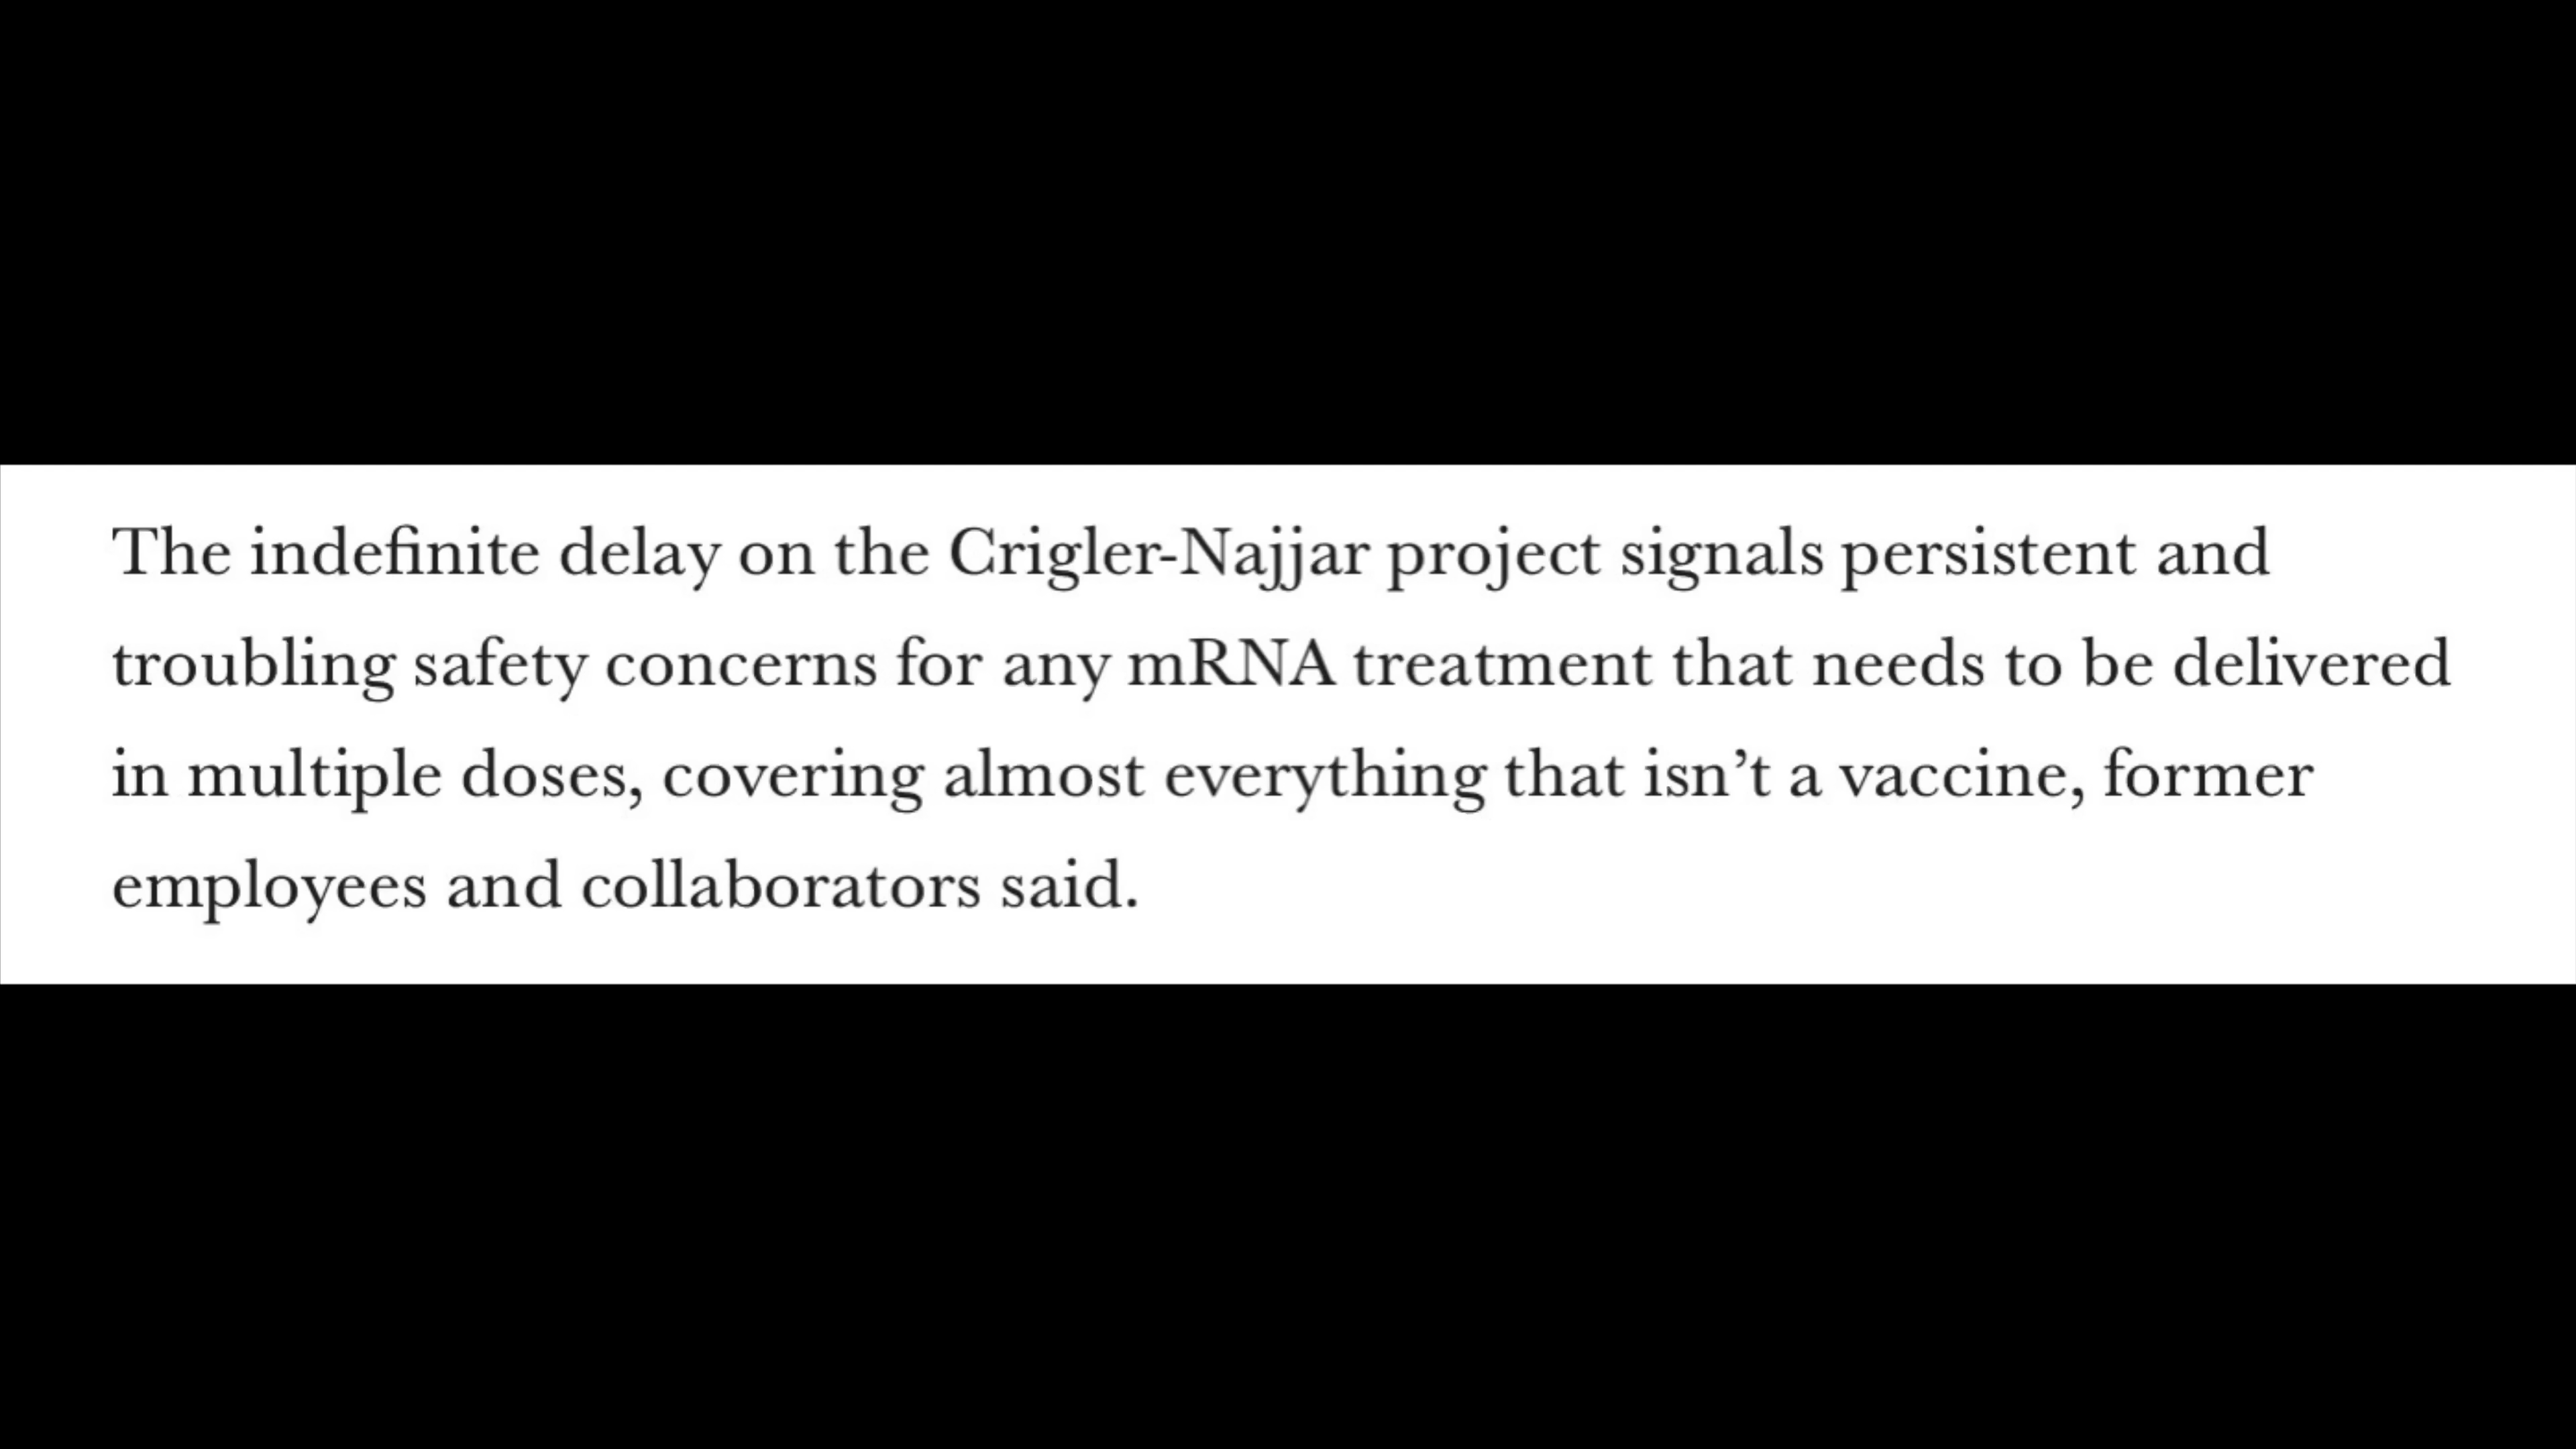 The indefinite delay on the Crigler-Najjar project signals persistent and
troubling safety concerns for any mRNA treatment that needs to be delivered
in multiple doses, covering almost everything that isn’t a vaccine, former
employees and collaborators said.